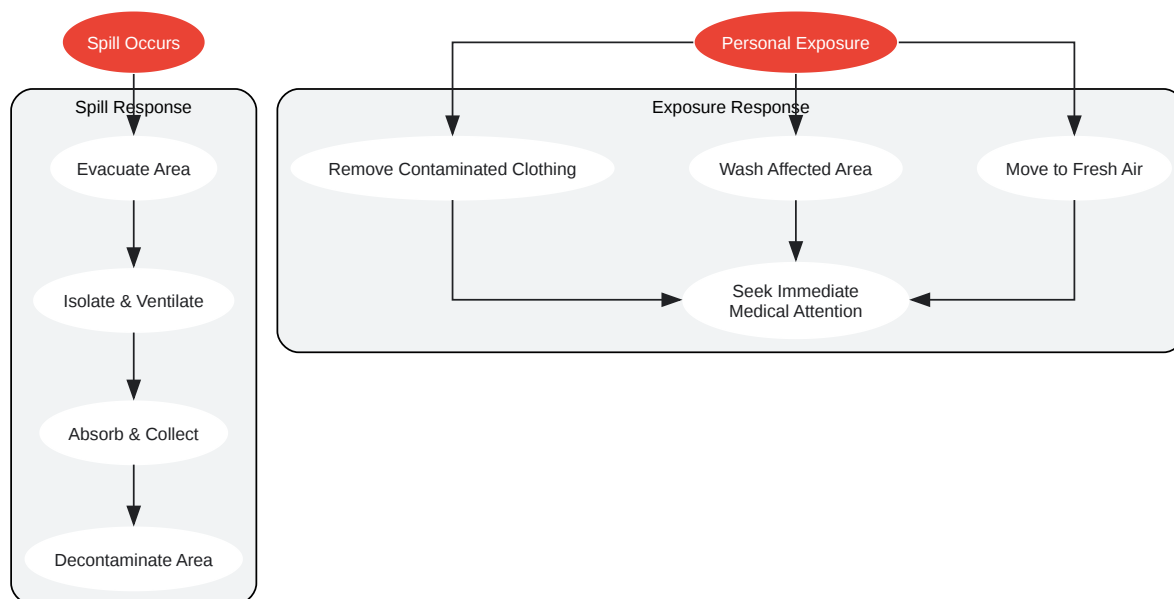 Spill Occurs
Personal Exposure
Spill Response
Exposure Response
Evacuate Area
Remove Contaminated Clothing
Wash Affected Area
Move to Fresh Air
Isolate & Ventilate
Seek Immediate
Medical Attention
Absorb & Collect
Decontaminate Area